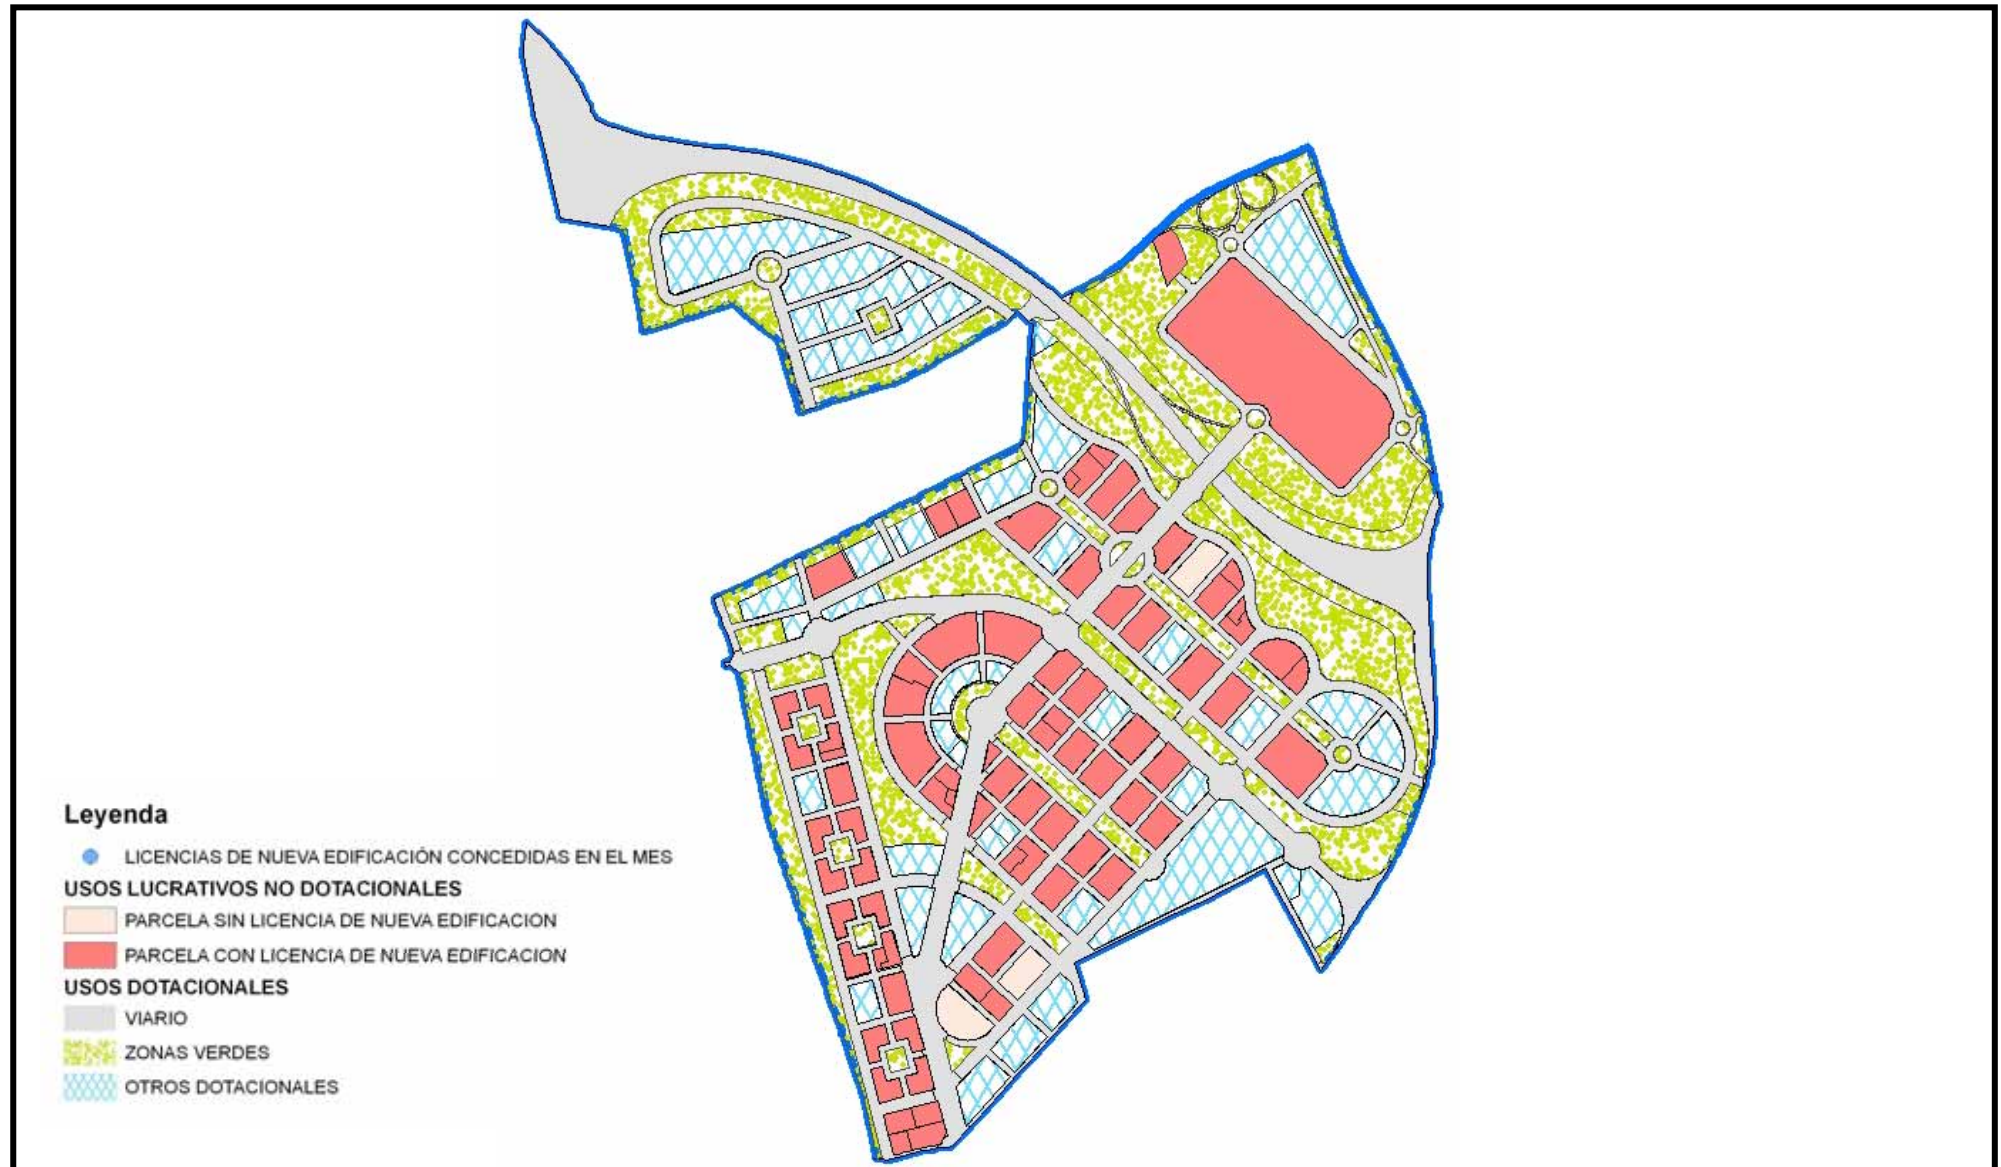 Leyenda
LICENCIAS DE NUEVA EDIFICACIÓN CONCEDIDAS EN EL MES
USOS LUCRATIVOS NO DOTACIONALES
PARCELA SIN LICENCIA DE NUEVA EDIFICACION
PARCELA CON LICENCIA DE NUEVA EDIFICACION
USOS DOTACIONALES
VIARIO
ZONAS VERDES
OTROS DOTACIONALES